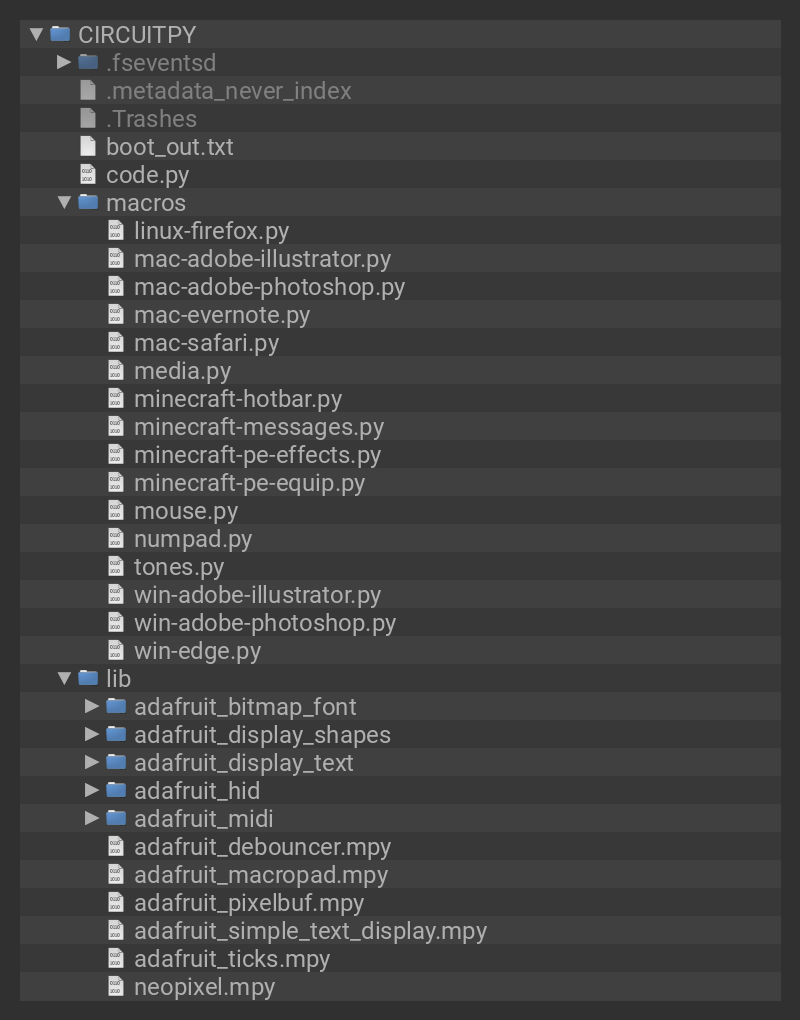 CIRCUITPY
.fseventsd
.metadata_never_index
.Trashes
boot_out.txt
code.py
macros
linux-firefox.py
mac-adobe-illustrator.py
mac-adobe-photoshop.py
mac-evernote.py
mac-safari.py
media.py
minecraft-hotbar.py
minecraft-messages.py
minecraft-pe-effects.py
minecraft-pe-equip.py
mouse.py
numpad.py
tones.py
win-adobe-illustrator.py
win-adobe-photoshop.py
win-edge.py
lib
adafruit_bitmap_font
adafruit_display_shapes
adafruit_display_text
adafruit_hid
adafruit_midi
adafruit_debouncer.mpy
adafruit_macropad.mpy
adafruit_pixelbuf.mpy
adafruit_simple_text_display.mpy
adafruit_ticks.mpy
neopixel.mpy